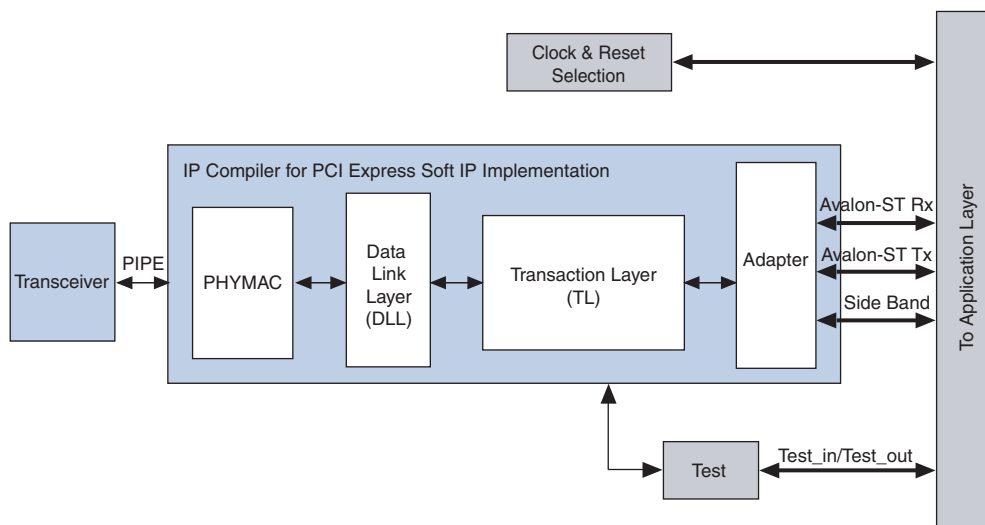 Clock & Reset
Selection
IP Compiler for PCI Express Soft IP Implementation
Transceiver
PIPE
PHYMAC
Data
Link
Layer
(DLL)
Transaction Layer
(TL)
Adapter
Avalon-ST Rx
Avalon-ST Tx
Side Band
To Application Layer
Test
Test_in/Test_out